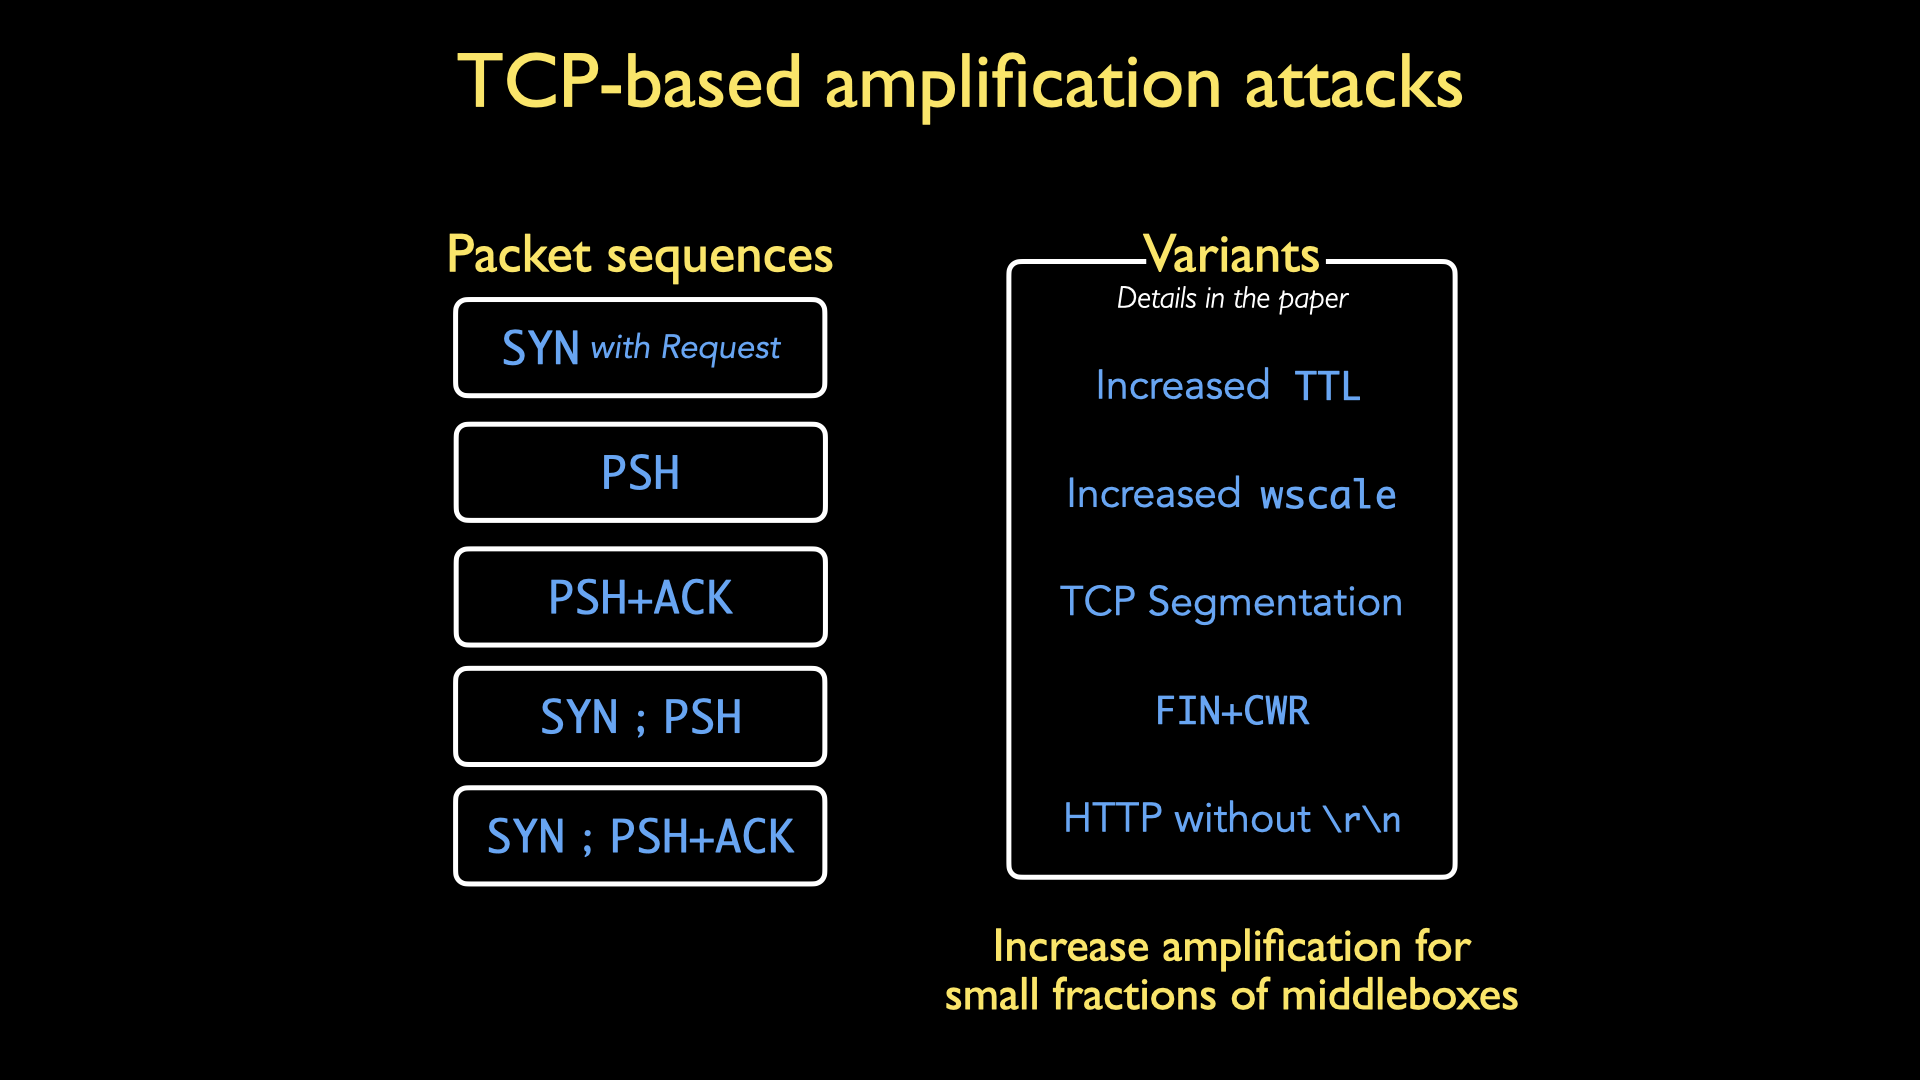 TCP-based amplification attacks
Packet sequences
SYN with Request
PSH
PSH+ACK
SYN ; PSH
SYN ; PSH+ACK
Variants
Details in the paper
Increased TTL
Increased wscale
TCP Segmentation
FIN+CWR
HTTP without \r\n
Increase amplification for
small fractions of middleboxes